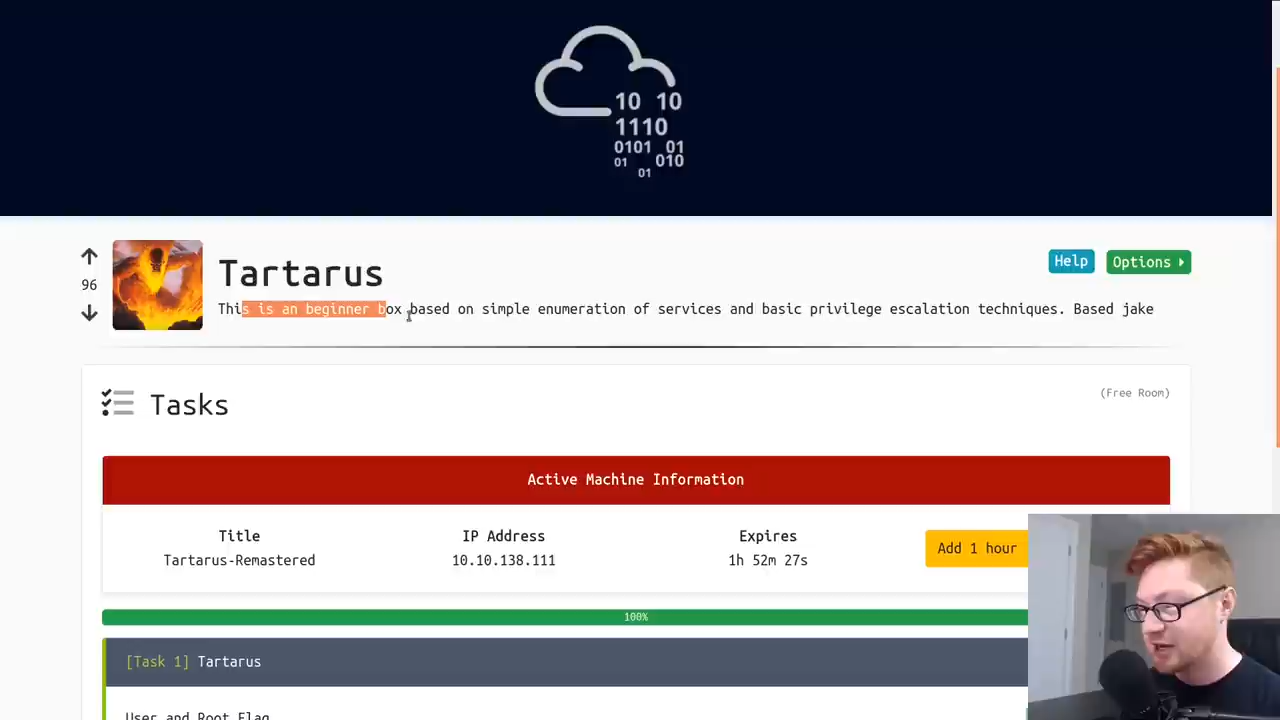 10 10
1110
0101 01
01 010
01
96
Tartarus
Help
Options
This is an beginner box based on simple enumeration of services and basic privilege escalation techniques. Based jake
Tasks
(Free Room)
Active Machine Information
Title IP Address Expires
Tartarus-Remastered 10.10.138.111 1h 52m 27s
Add 1 hour
100%
[Task 1] Tartarus
User and Root Flag